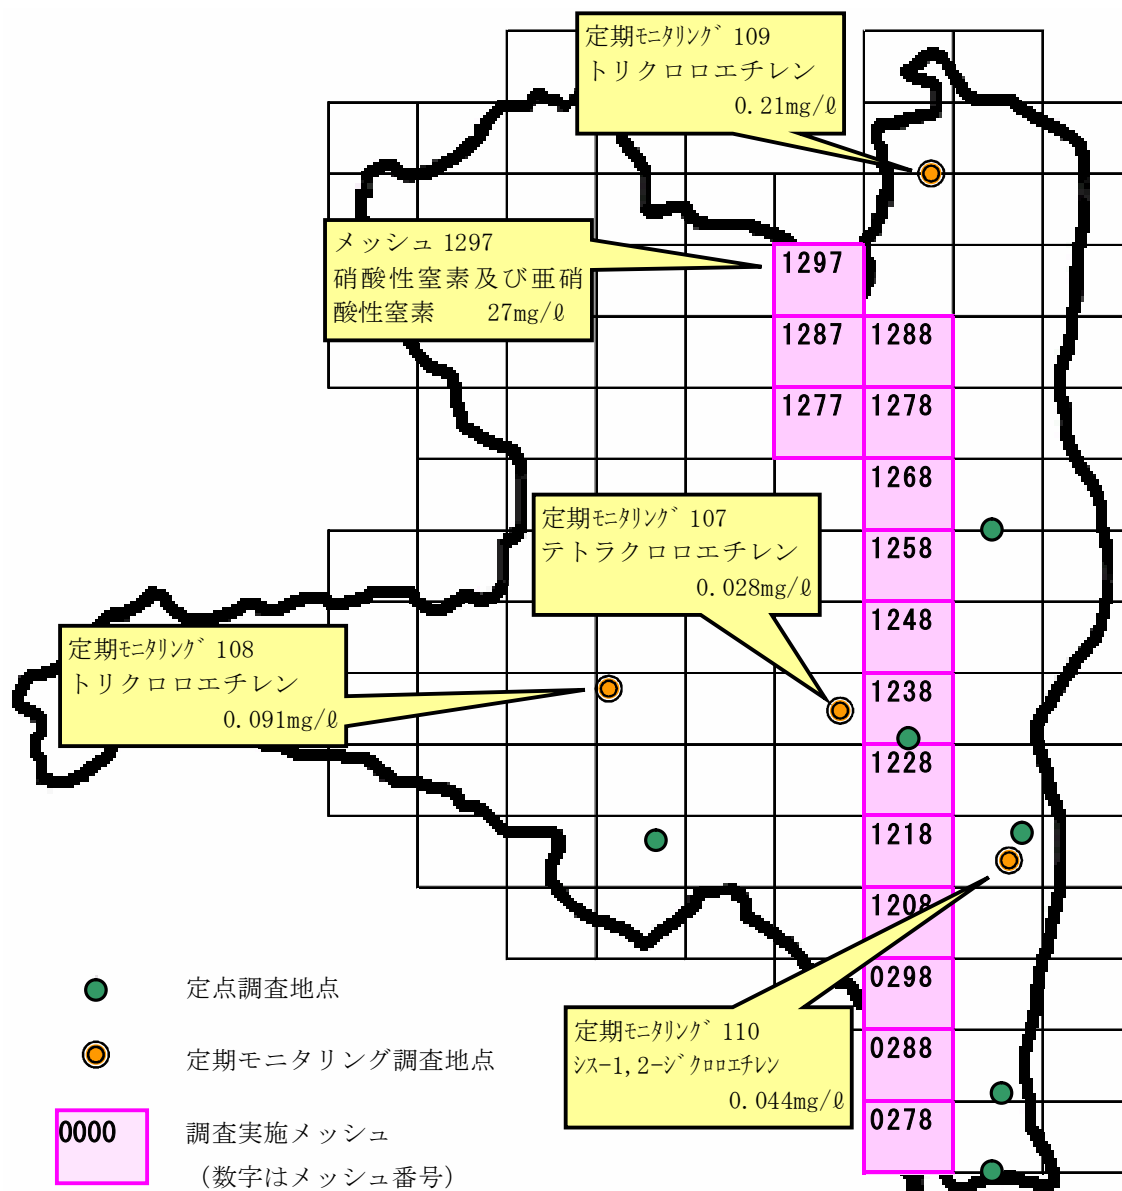 定期ﾓﾆﾀﾘﾝｸﾞ 109
トリクロロエチレン
0.21mg/ℓ
メッシュ 1297
硝酸性窒素及び亜硝
酸性窒素 27mg/ℓ
1297
1287 1288
1277 1278
1268
定期ﾓﾆﾀﾘﾝｸﾞ 107
テトラクロロエチレン
0.028mg/ℓ
1258
1248
定期ﾓﾆﾀﾘﾝｸﾞ 108
トリクロロエチレン
0.091mg/ℓ
1238
1228
1218
1208
0298
定期ﾓﾆﾀﾘﾝｸﾞ 110
ｼｽ-1,2-ｼﾞｸﾛﾛｴﾁﾚﾝ
0.044mg/ℓ
0288
0278
定点調査地点
定期モニタリング調査地点
0000 調査実施メッシュ
（数字はメッシュ番号）